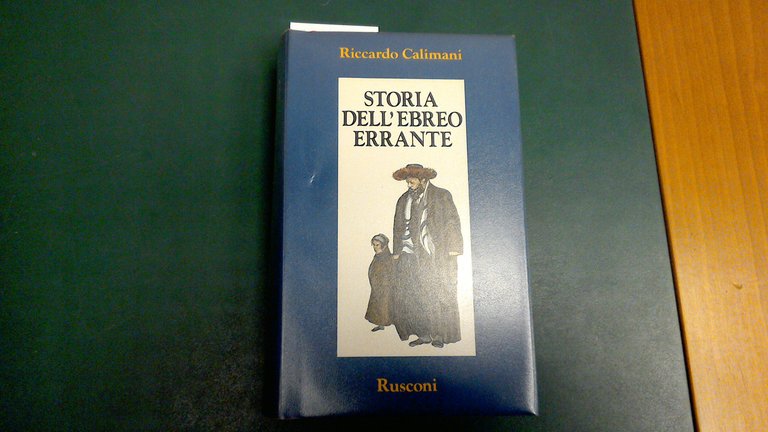 Riccardo Calimani
STORIA
DELL'EBREO
ERRANTE
Rusconi